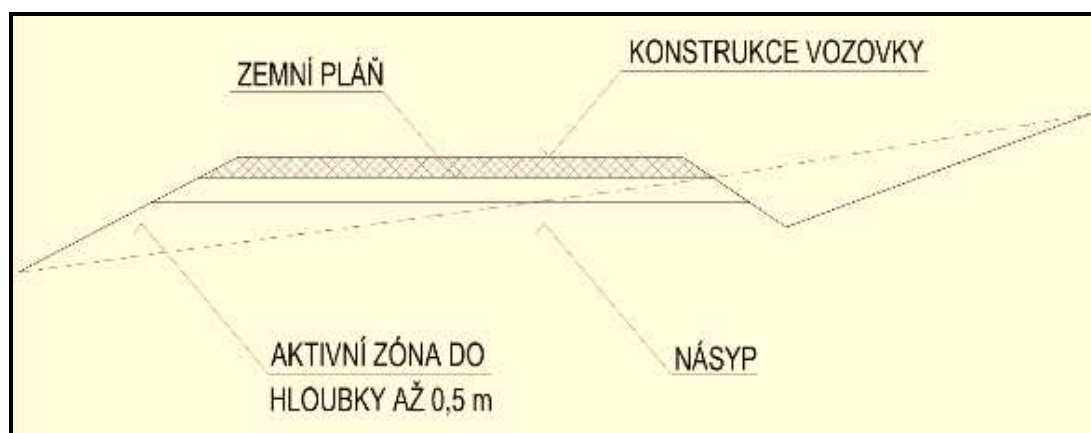 KONSTRUKCE VOZOVKY
ZEMNÍ PLÁŇ
AKTIVNÍ ZÓNA DO
HLOUBKY AŽ 0,5 m
NÁSYP